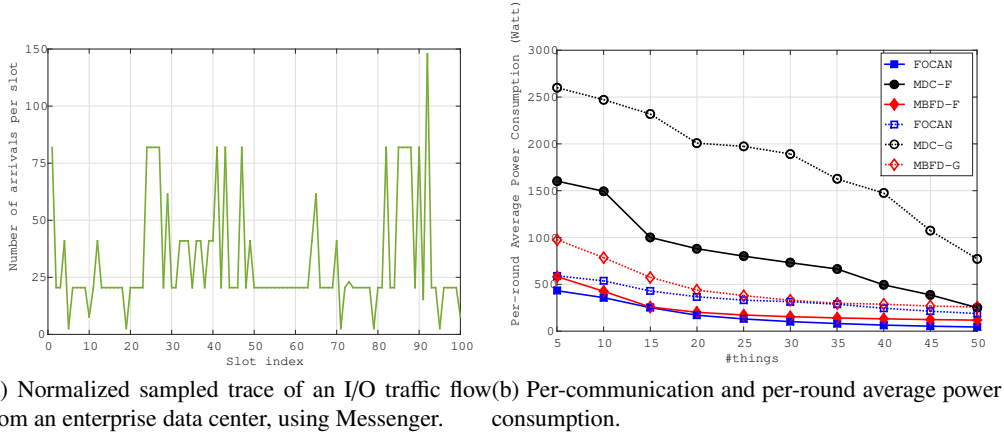 Number of arrivals per slot
150
125
100
75
50
25
0
0 10 20 30 40 50 60 70 80 90 100
Slot index
Per-round Average Power Consumption (Watt)
3000
2500
2000
1500
1000
500
0
5 10 15 20 25 30 35 40 45 50
#things
FOCAN
MDC-F
MBFD-F
FOCAN
MDC-G
MBFD-G
) Normalized sampled trace of an I/O traffic flow
om an enterprise data center, using Messenger.
(b) Per-communication and per-round average power
consumption.